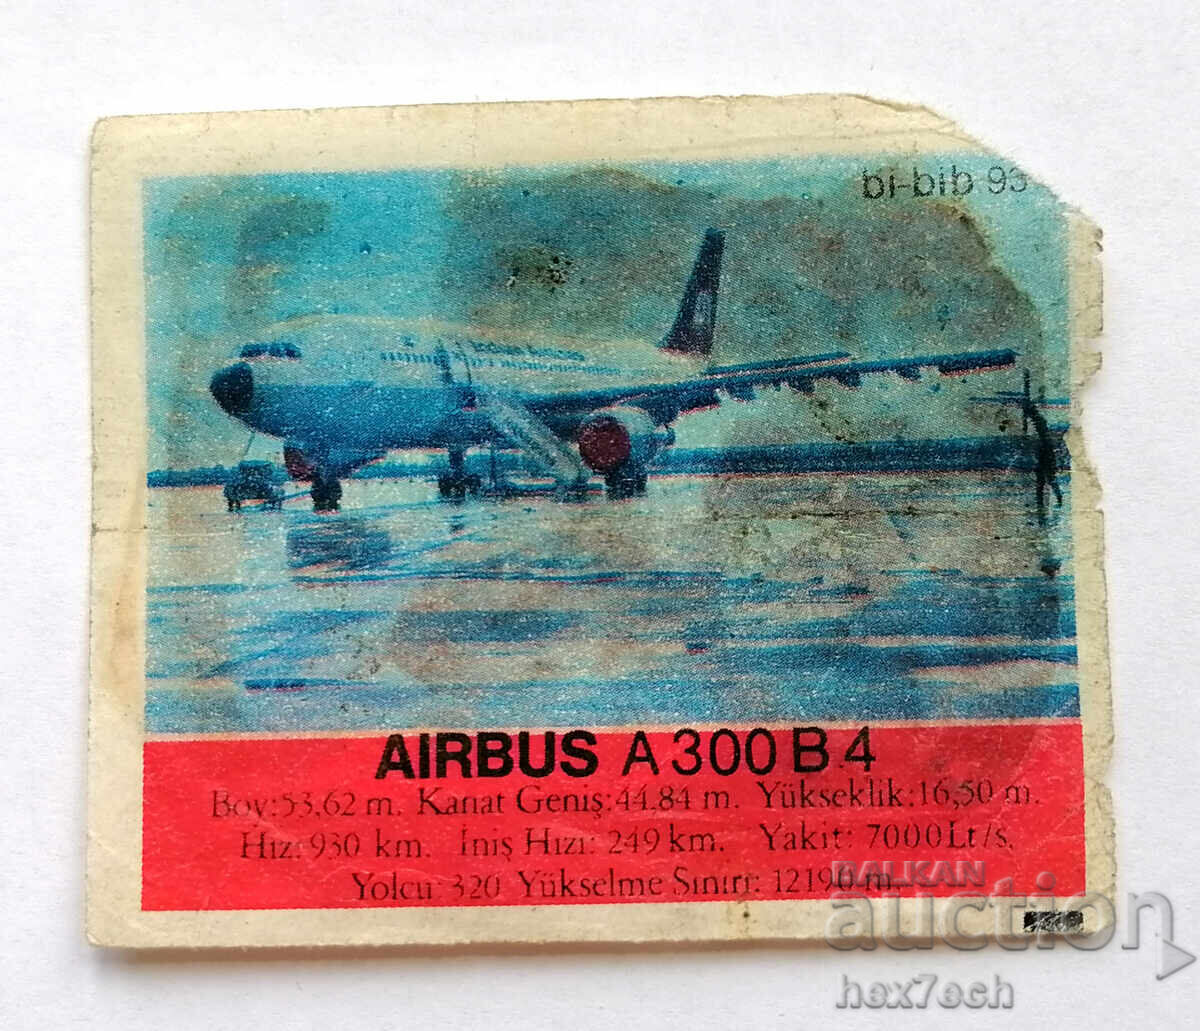 bi-bib 93
AIRBUS A 300 B.4
Boy:53,62 m. Kanat Geniş:44.84 m. Yükseklik:16,50 m.
Hız: 930 km. İniş Hızı: 249 km. Yakit: 7000 Lt/s.
Yolcu: 320 Yükselme Sınırı: 12190 m.
BALKAN
auction
hex7ech